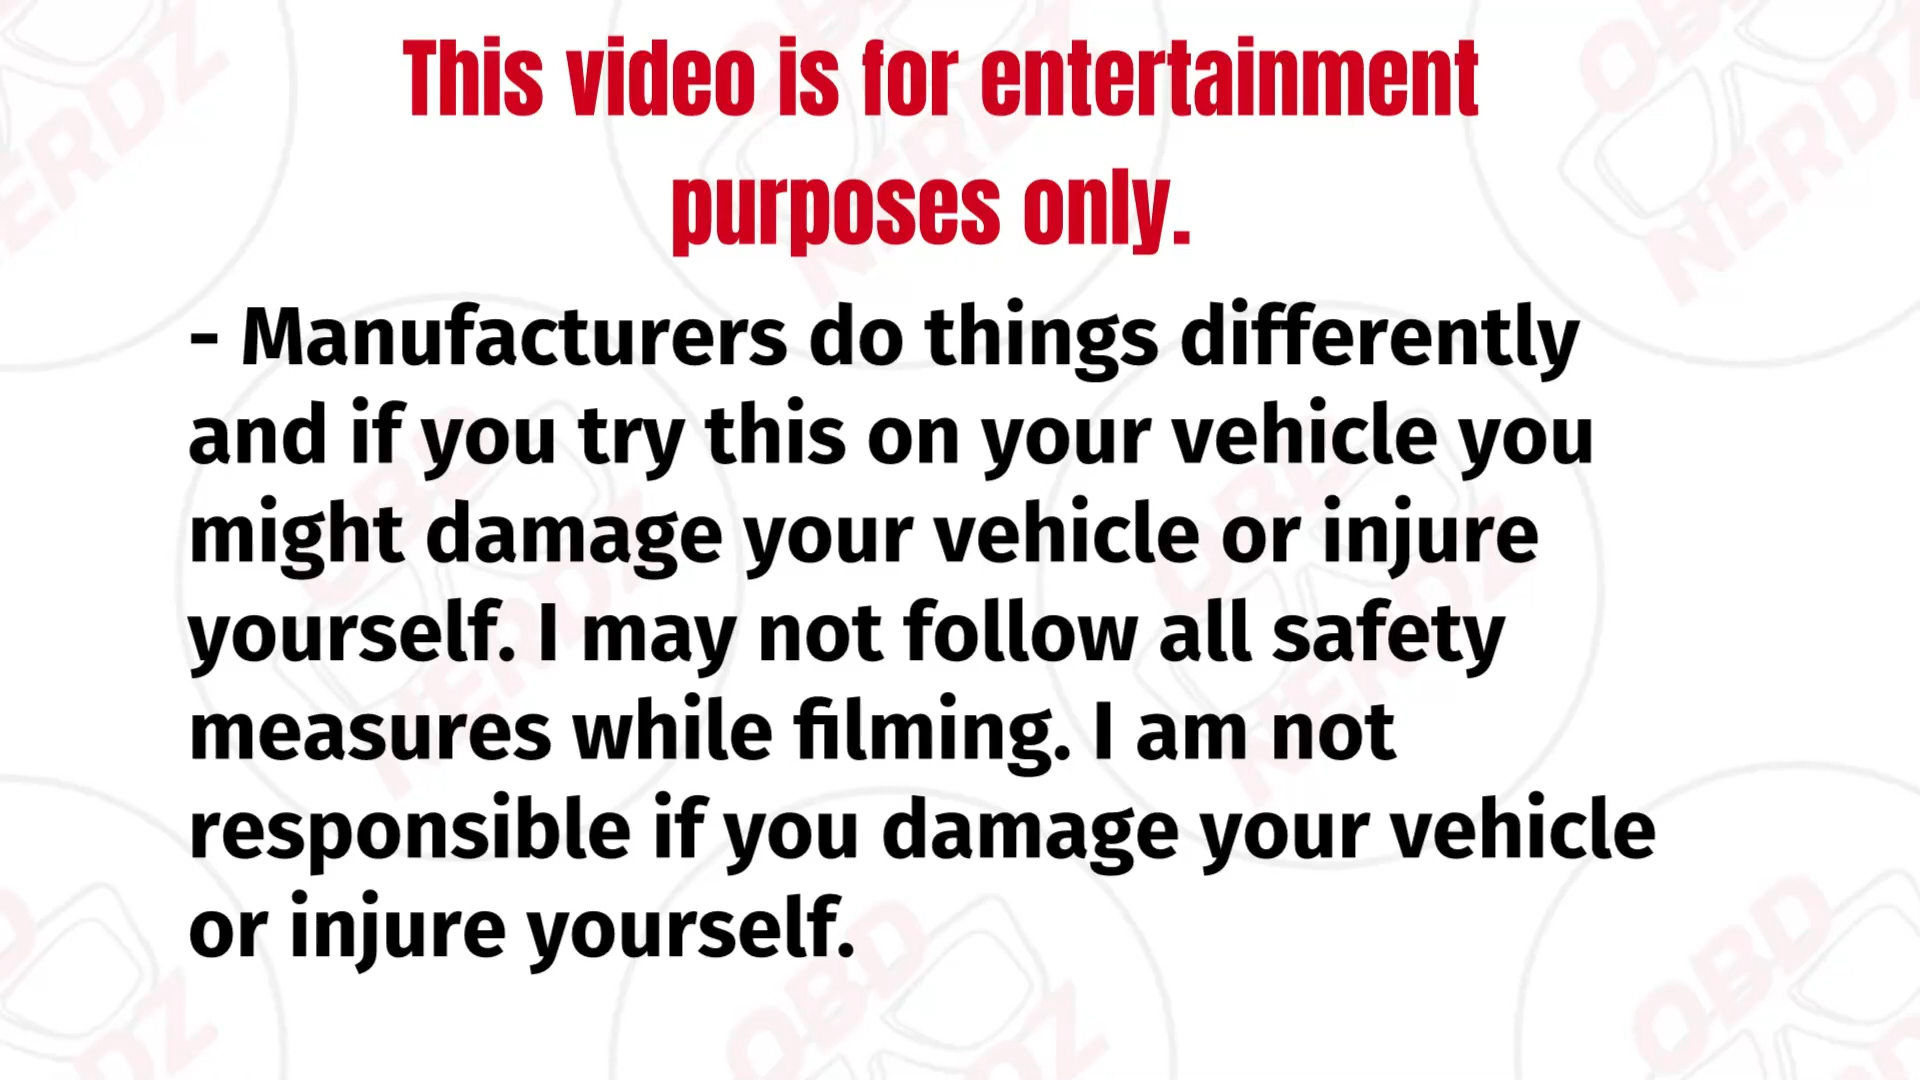 This video is for entertainment
purposes only.
- Manufacturers do things differently
and if you try this on your vehicle you
might damage your vehicle or injure
yourself. I may not follow all safety
measures while filming. I am not
responsible if you damage your vehicle
or injure yourself.
OBD
NERDZ